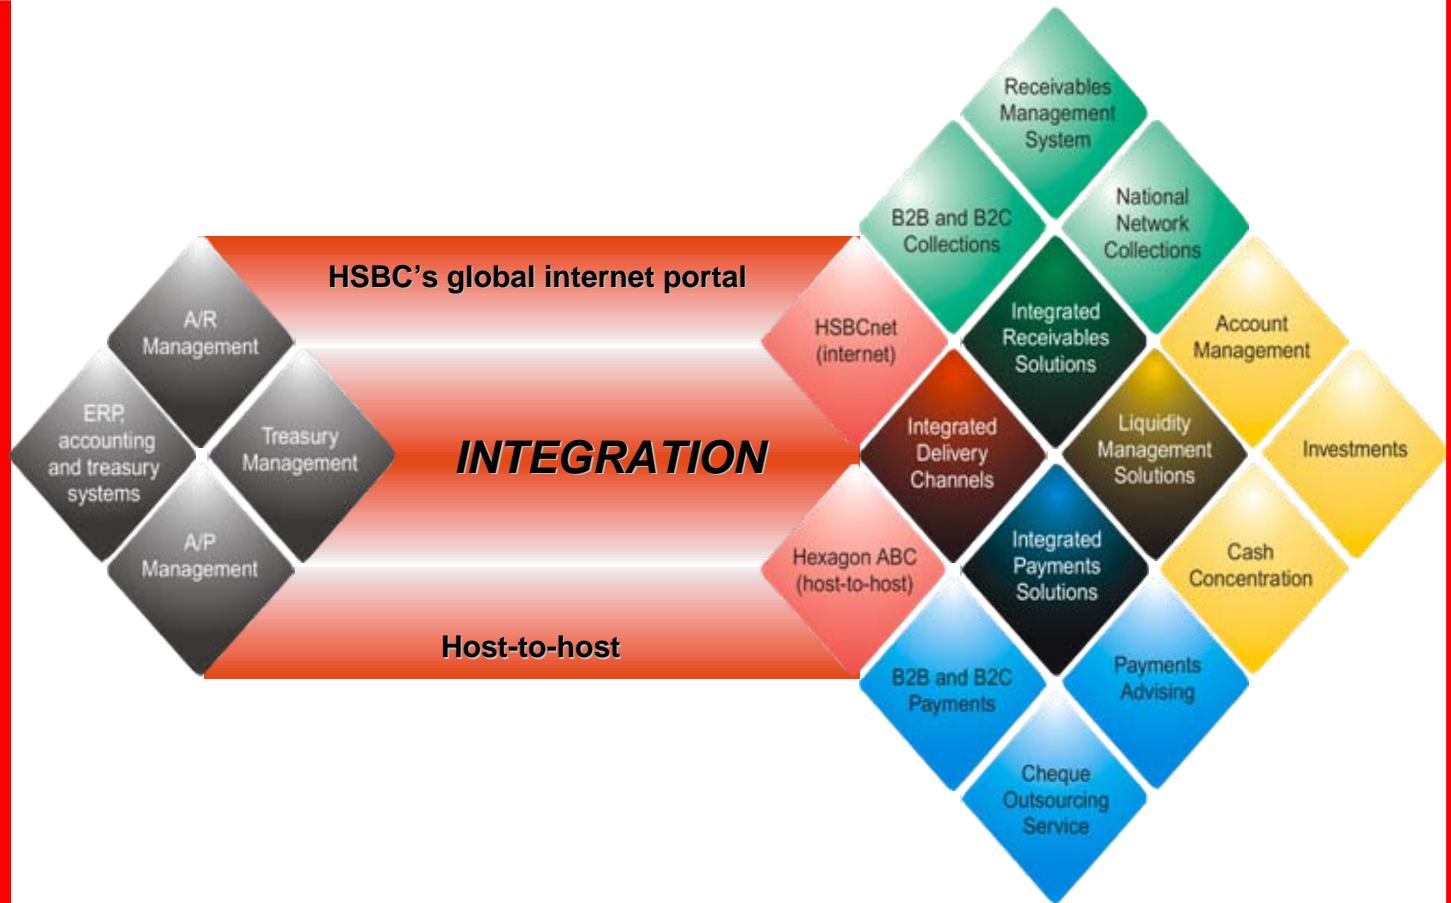 Receivables
Management
System
B2B and B2C
Collections
National
Network
Collections
HSBC’s global internet portal
A/R
Management
HSBCnet
(internet)
Integrated
Receivables
Solutions
Account
Management
ERP,
accounting
and treasury
systems
Treasury
Management
INTEGRATION
Integrated
Delivery
Channels
Liquidity
Management
Solutions
Investments
A/P
Management
Hexagon ABC
(host-to-host)
Integrated
Payments
Solutions
Cash
Concentration
Host-to-host
B2B and B2C
Payments
Payments
Advising
Cheque
Outsourcing
Service